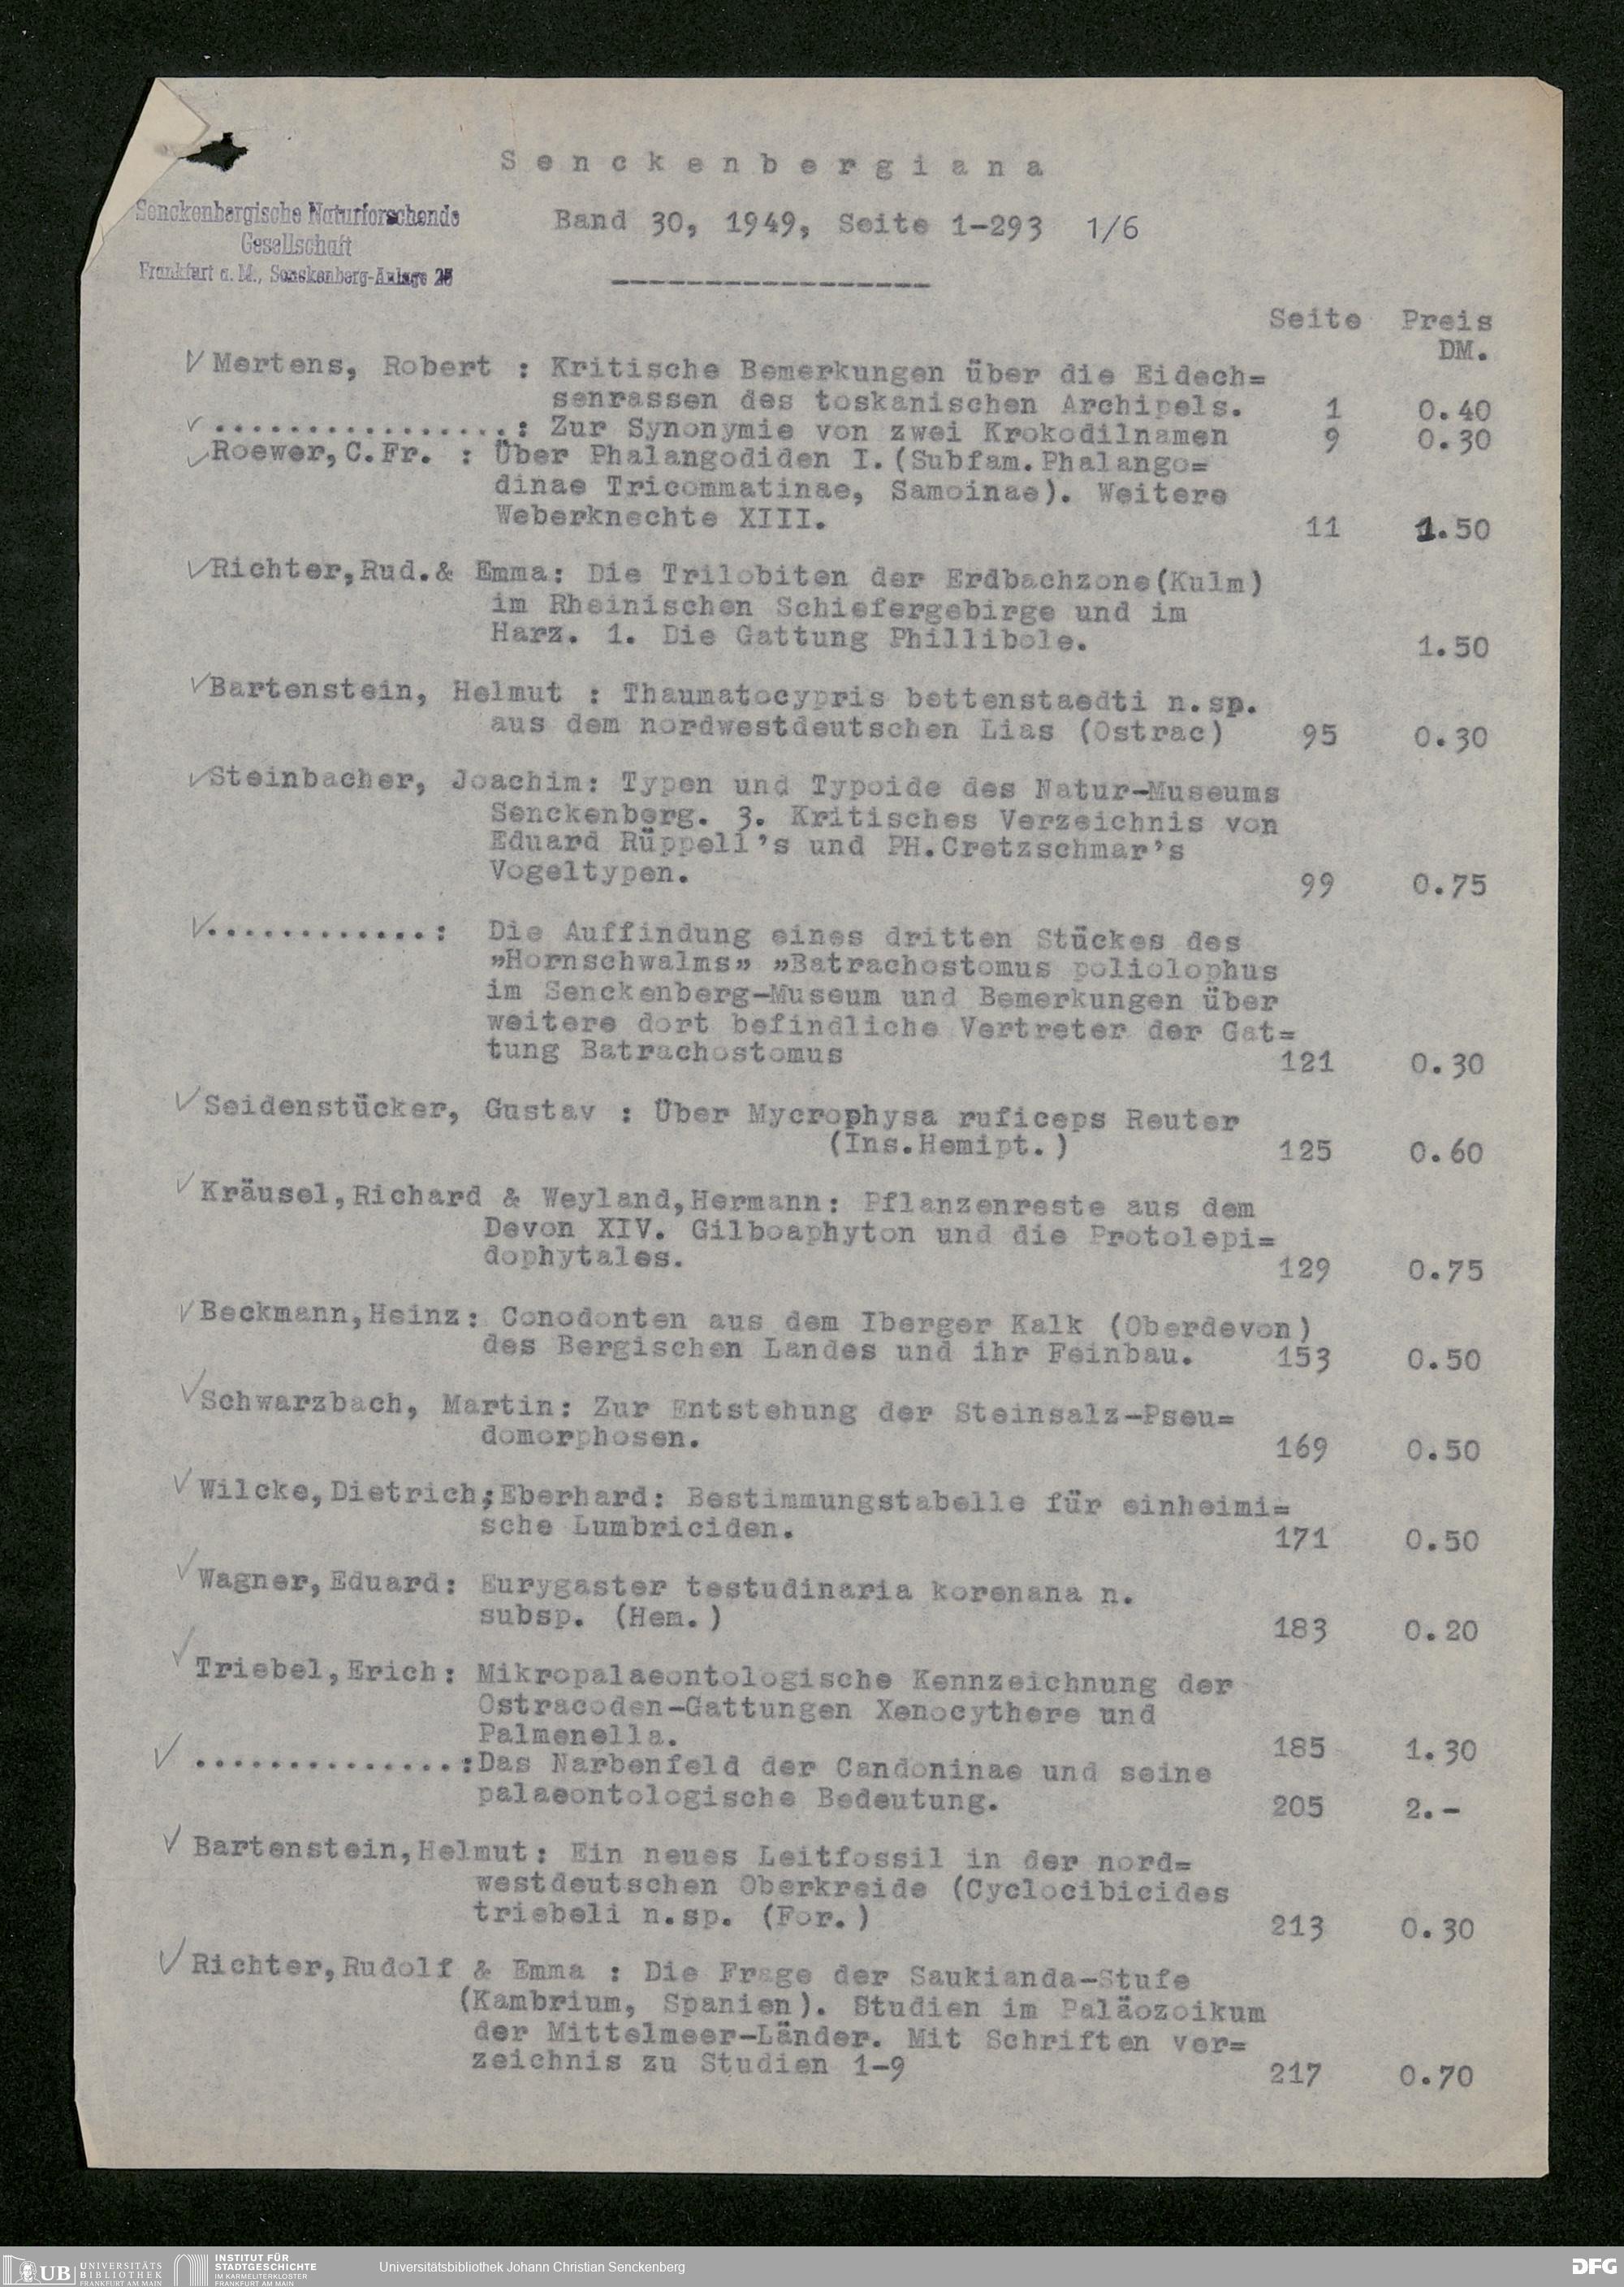 Senckenbergiana
Senckenbergische Naturforschende
Gesellschaft
Frankfurt a. M., Senckenberg-Anlage 25
Band 30, 1949, Seite 1-293 1/6
Seite Preis
DM.
Mertens, Robert : Kritische Bemerkungen über die Eidech=
senrassen des toskanischen Archipels. 1 0.40
................: Zur Synonymie von zwei Krokodilnamen 9 0.30
Roewer,C.Fr. : Über Phalangodiden I.(Subfam.Phalango=
dinae Tricommatinae, Samoinae). Weitere
Weberknechte XIII. 11 1.50
Richter,Rud.& Emma: Die Trilobiten der Erdbachzone(Kulm)
im Rheinischen Schiefergebirge und im
Harz. 1. Die Gattung Phillibole. 1.50
Bartenstein, Helmut : Thaumatocypris bettenstaedti n.sp.
aus dem nordwestdeutschen Lias (Ostrac) 95 0.30
Steinbacher, Joachim: Typen und Typoide des Natur-Museums
Senckenberg. 3. Kritisches Verzeichnis von
Eduard Rüppell's und PH.Cretzschmar's
Vogeltypen. 99 0.75
............: Die Auffindung eines dritten Stückes des
"Hornschwalms" "Batrachostomus poliolophus
im Senckenberg-Museum und Bemerkungen über
weitere dort befindliche Vertreter der Gat=
tung Batrachostomus 121 0.30
Seidenstücker, Gustav : Über Mycrophysa ruficeps Reuter
(Ins.Hemipt.) 125 0.60
Kräusel,Richard & Weyland,Hermann: Pflanzenreste aus dem
Devon XIV. Gilboaphyton und die Protolepi=
dophytales. 129 0.75
Beckmann,Heinz: Conodonten aus dem Iberger Kalk (Oberdevon)
des Bergischen Landes und ihr Feinbau. 153 0.50
Schwarzbach, Martin: Zur Entstehung der Steinsalz-Pseu=
domorphosen. 169 0.50
Wilcke,Dietrich;Eberhard: Bestimmungstabelle für einheimi=
sche Lumbriciden. 171 0.50
Wagner,Eduard: Eurygaster testudinaria korenana n.
subsp. (Hem.) 183 0.20
Triebel,Erich: Mikropalaeontologische Kennzeichnung der
Ostracoden-Gattungen Xenocythere und
Palmenella. 185 1.30
..............:Das Narbenfeld der Candoninae und seine
palaeontologische Bedeutung. 205 2.-
Bartenstein,Helmut: Ein neues Leitfossil in der nord=
westdeutschen Oberkreide (Cyclocibicides
triebeli n.sp. (For.) 213 0.30
Richter,Rudolf & Emma : Die Frage der Saukianda-Stufe
(Kambrium, Spanien). Studien im Paläozoikum
der Mittelmeer-Länder. Mit Schriften ver=
zeichnis zu Studien 1-9 217 0.70
UB UNIVERSITÄTS
BIBLIOTHEK
FRANKFURT AM MAIN
INSTITUT FÜR
STADTGESCHICHTE
IM KARMELITERKLOSTER
FRANKFURT AM MAIN
Universitätsbibliothek Johann Christian Senckenberg
DFG